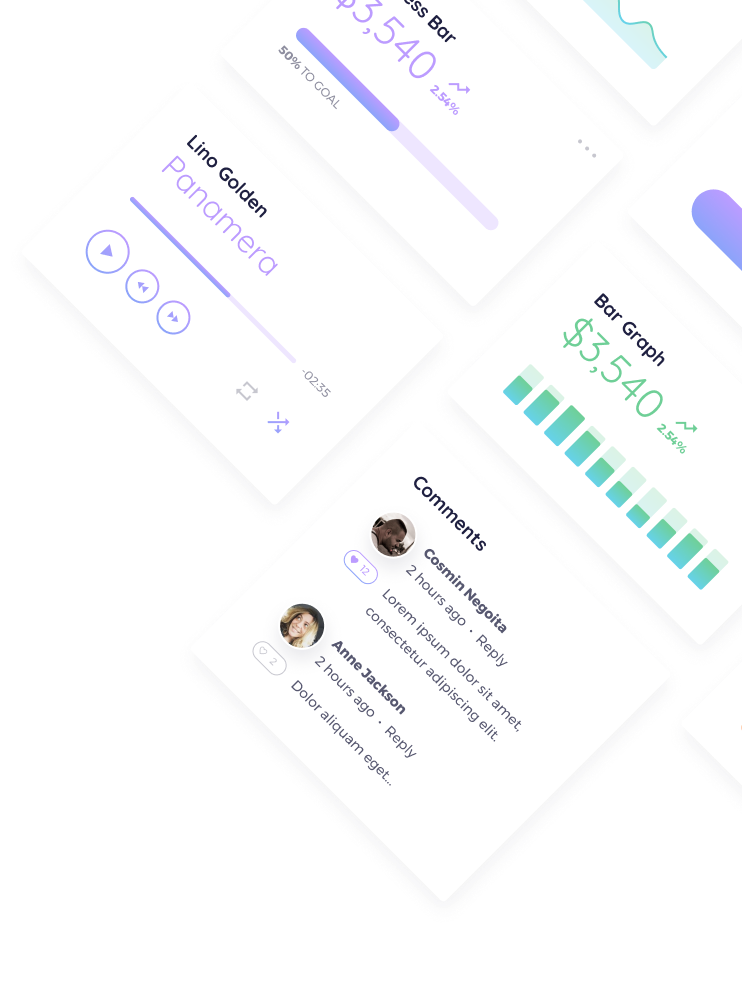 ess Bar
$3,540
2.54%
50% TO GOAL
Lino Golden
Panamera
-02:35
Bar Graph
$3,540
2.54%
Comments
Cosmin Negoita
2 hours ago • Reply
12
Lorem ipsum dolor sit amet,
consectetur adipiscing elit.
Anne Jackson
2 hours ago • Reply
2
Dolor aliquam eget...